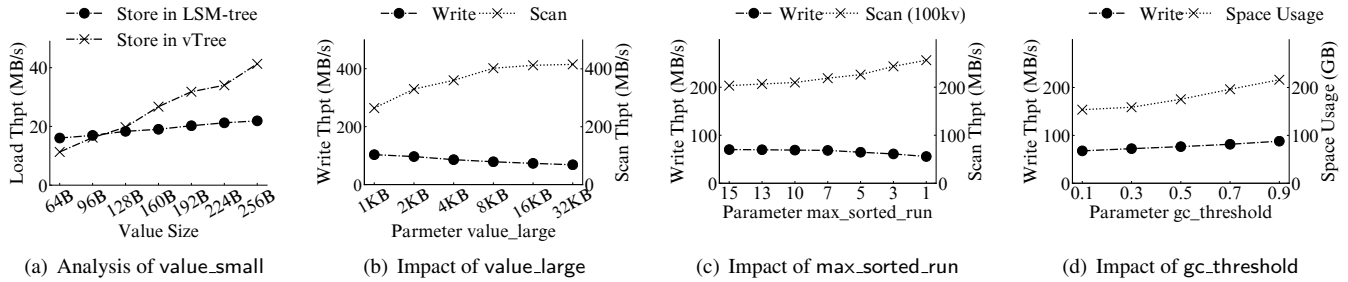 Store in LSM-tree
Store in vTree
Load Thpt (MB/s)
40
20
0
64B 96B 128B 160B 192B 224B 256B
Value Size
(a) Analysis of value_small
Write Scan
Write Thpt (MB/s)
400
200
0
Scan Thpt (MB/s)
400
200
0
1KB 2KB 4KB 8KB 16KB 32KB
Parmeter value_large
(b) Impact of value_large
Write Scan (100kv)
Write Thpt (MB/s)
200
100
0
Scan Thpt (MB/s)
200
100
0
15 13 10 7 5 3 1
Parameter max_sorted_run
(c) Impact of max_sorted_run
Write Space Usage
Write Thpt (MB/s)
200
100
0
Space Usage (GB)
200
100
0
0.1 0.3 0.5 0.7 0.9
Parameter gc_threshold
(d) Impact of gc_threshold